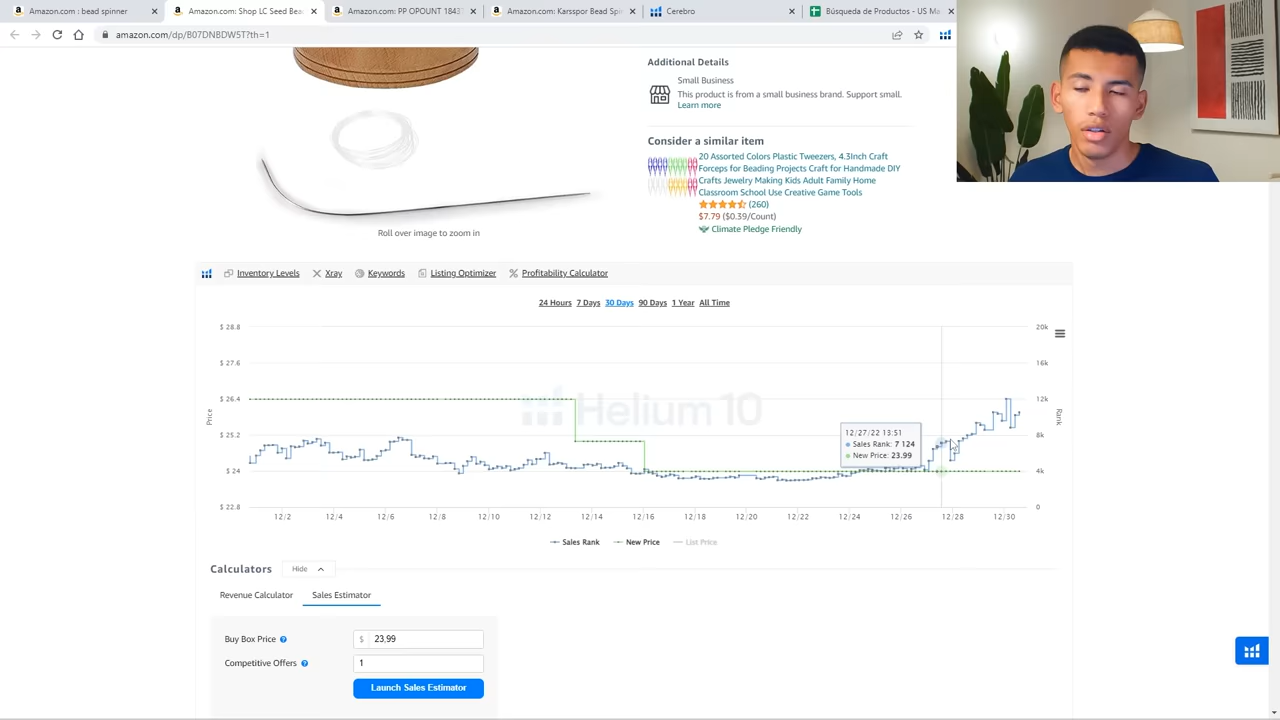 Amazon.com : bead spinner
Amazon.com: Shop LC Seed Bea
Amazon.com: PP OPOUNT 1843
Amazon.com: Karsspor Bead Spi
Cerebro
Búsqueda de Productos - US Ma
amazon.com/dp/B07DNBDW5T?th=1
Additional Details
Small Business
This product is from a small business brand. Support small.
Learn more
Consider a similar item
20 Assorted Colors Plastic Tweezers, 4.3Inch Craft
Forceps for Beading Projects Craft for Handmade DIY
Crafts Jewelry Making Kids Adult Family Home
Classroom School Use Creative Game Tools
(260)
$7.79 ($0.39/Count)
Climate Pledge Friendly
Roll over image to zoom in
Inventory Levels
Xray
Keywords
Listing Optimizer
Profitability Calculator
24 Hours 7 Days 30 Days 90 Days 1 Year All Time
$ 28.8
20k
$ 27.6
16k
$ 26.4
12k
Helium 10
Price
Rank
$ 25.2
8k
12/27/22 13:51
Sales Rank: 7 124
New Price: 23.99
$ 24
4k
$ 22.8
0
12/2 12/4 12/6 12/8 12/10 12/12 12/14 12/16 12/18 12/20 12/22 12/24 12/26 12/28 12/30
Sales Rank New Price List Price
Calculators
Hide
Revenue Calculator
Sales Estimator
Buy Box Price
$ 23,99
Competitive Offers
1
Launch Sales Estimator